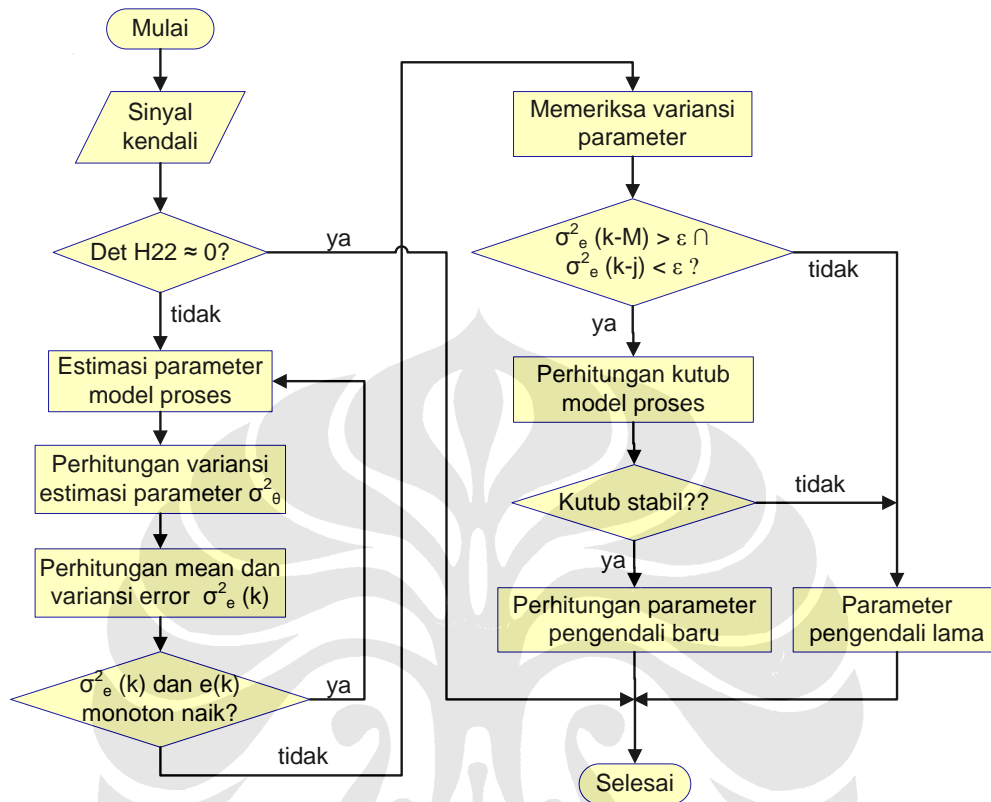 Mulai
Sinyal
kendali
Det H22 ≈ 0?
ya
tidak
Estimasi parameter
model proses
Perhitungan variansi
estimasi parameter σ²θ
Perhitungan mean dan
variansi error σ²e (k)
σ²e (k) dan e(k)
monoton naik?
ya
tidak
Memeriksa variansi
parameter
σ²e (k-M) > ε ∩
σ²e (k-j) < ε ?
tidak
ya
Perhitungan kutub
model proses
Kutub stabil??
tidak
ya
Perhitungan parameter
pengendali baru
Parameter
pengendali lama
Selesai